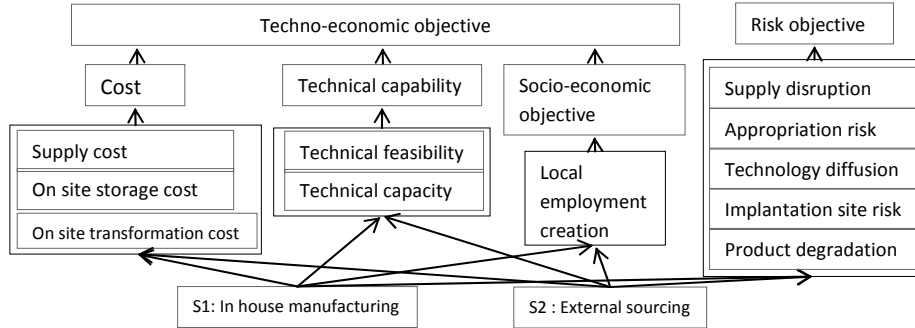 Techno-economic objective
Risk objective
Cost
Technical capability
Socio-economic
objective
Supply cost
On site storage cost
On site transformation cost
Technical feasibility
Technical capacity
Local
employment
creation
Supply disruption
Appropriation risk
Technology diffusion
Implantation site risk
Product degradation
S1: In house manufacturing
S2 : External sourcing